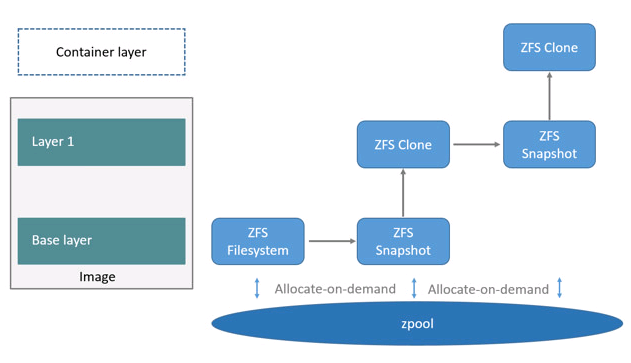 Container layer
ZFS Clone
Layer 1
ZFS Clone
ZFS
Snapshot
Base layer
ZFS
Filesystem
ZFS
Snapshot
Image
Allocate-on-demand
Allocate-on-demand
zpool